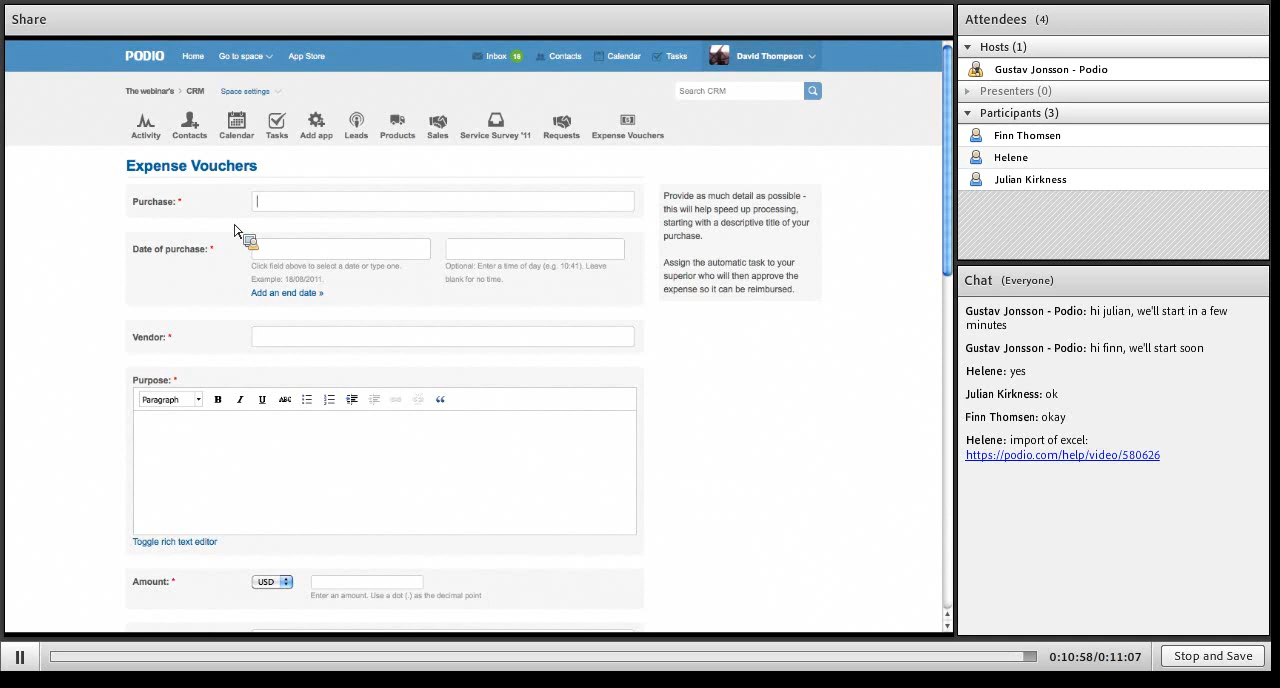 Share
PODIO Home Go to space App Store Inbox 16 Contacts Calendar Tasks David Thompson
The webinar's CRM Space settings Search CRM
Activity Contacts Calendar Tasks Add app Leads Products Sales Service Survey '11 Requests Expense Vouchers
Expense Vouchers
Purchase: *
Date of purchase: *
Click field above to select a date or type one.
Example: 18/08/2011.
Optional: Enter a time of day (e.g. 10:41). Leave
blank for no time.
Add an end date »
Vendor: *
Purpose: *
Paragraph B I U ABC
Toggle rich text editor
Amount: * USD
Enter an amount. Use a dot (.) as the decimal point
Provide as much detail as possible -
this will help speed up processing,
starting with a descriptive title of your
purchase.
Assign the automatic task to your
superior who will then approve the
expense so it can be reimbursed.
Attendees (4)
Hosts (1)
Gustav Jonsson - Podio
Presenters (0)
Participants (3)
Finn Thomsen
Helene
Julian Kirkness
Chat (Everyone)
Gustav Jonsson - Podio: hi julian, we'll start in a few
minutes
Gustav Jonsson - Podio: hi finn, we'll start soon
Helene: yes
Julian Kirkness: ok
Finn Thomsen: okay
Helene: import of excel:
https://podio.com/help/video/580626
0:10:58/0:11:07 Stop and Save